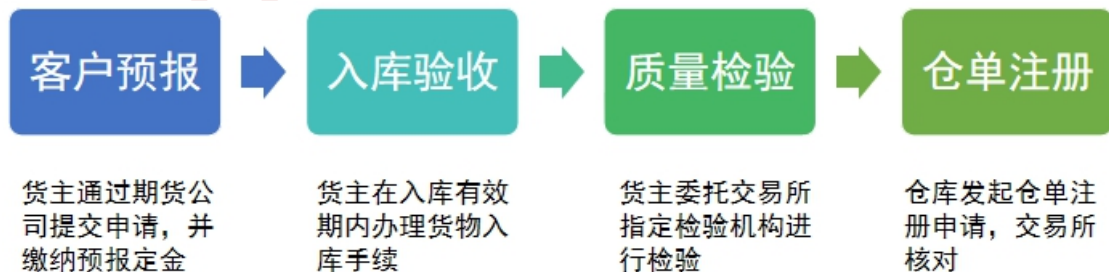 客户预报
入库验收
质量检验
仓单注册
货主通过期货公
司提交申请，并
缴纳预报定金
货主在入库有效
期内办理货物入
库手续
货主委托交易所
指定检验机构进
行检验
仓库发起仓单注
册申请，交易所
核对